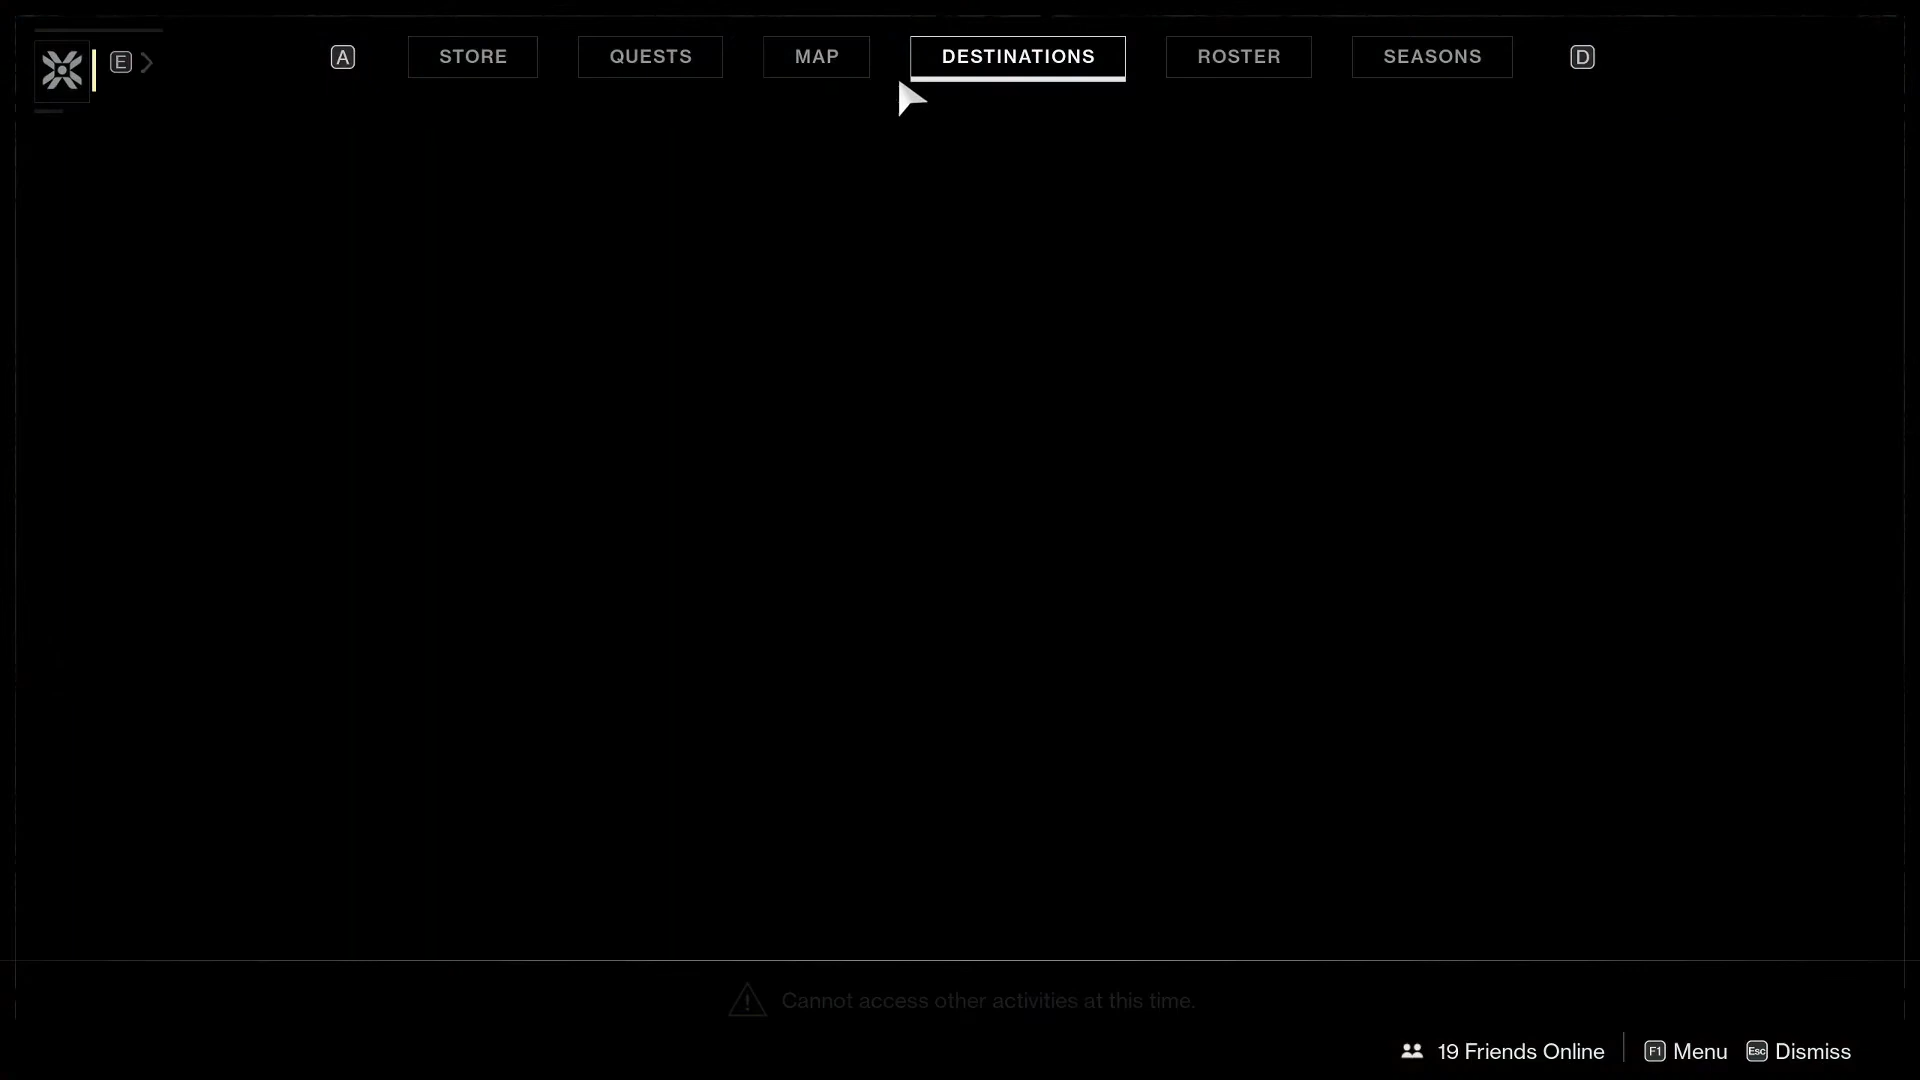 E
A
STORE
QUESTS
MAP
DESTINATIONS
ROSTER
SEASONS
D
Cannot access other activities at this time.
19 Friends Online
F1 Menu
Esc Dismiss